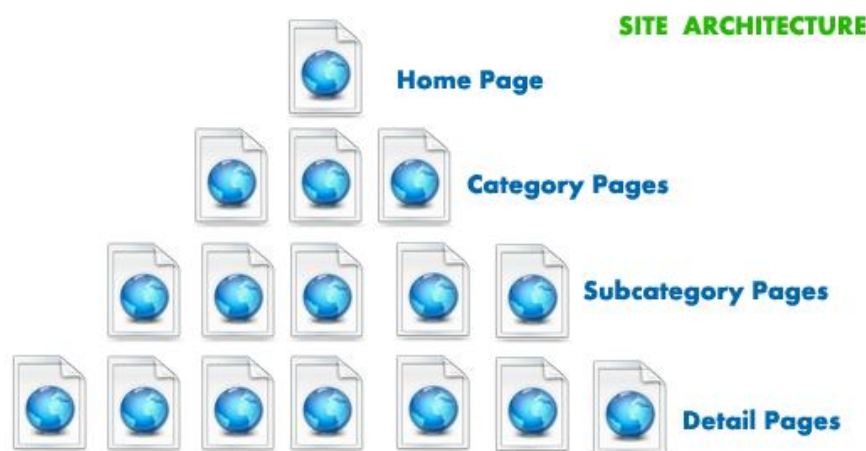 SITE ARCHITECTURE
Home Page
Category Pages
Subcategory Pages
Detail Pages